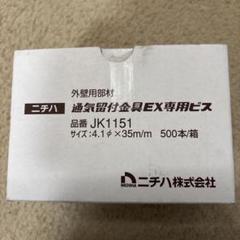 外壁用部材
ニチハ 通気留付金具EX専用ビス
品番 JK1151
サイズ:4.1φ×35m/m 500本/箱
NICHIHA ニチハ株式会社